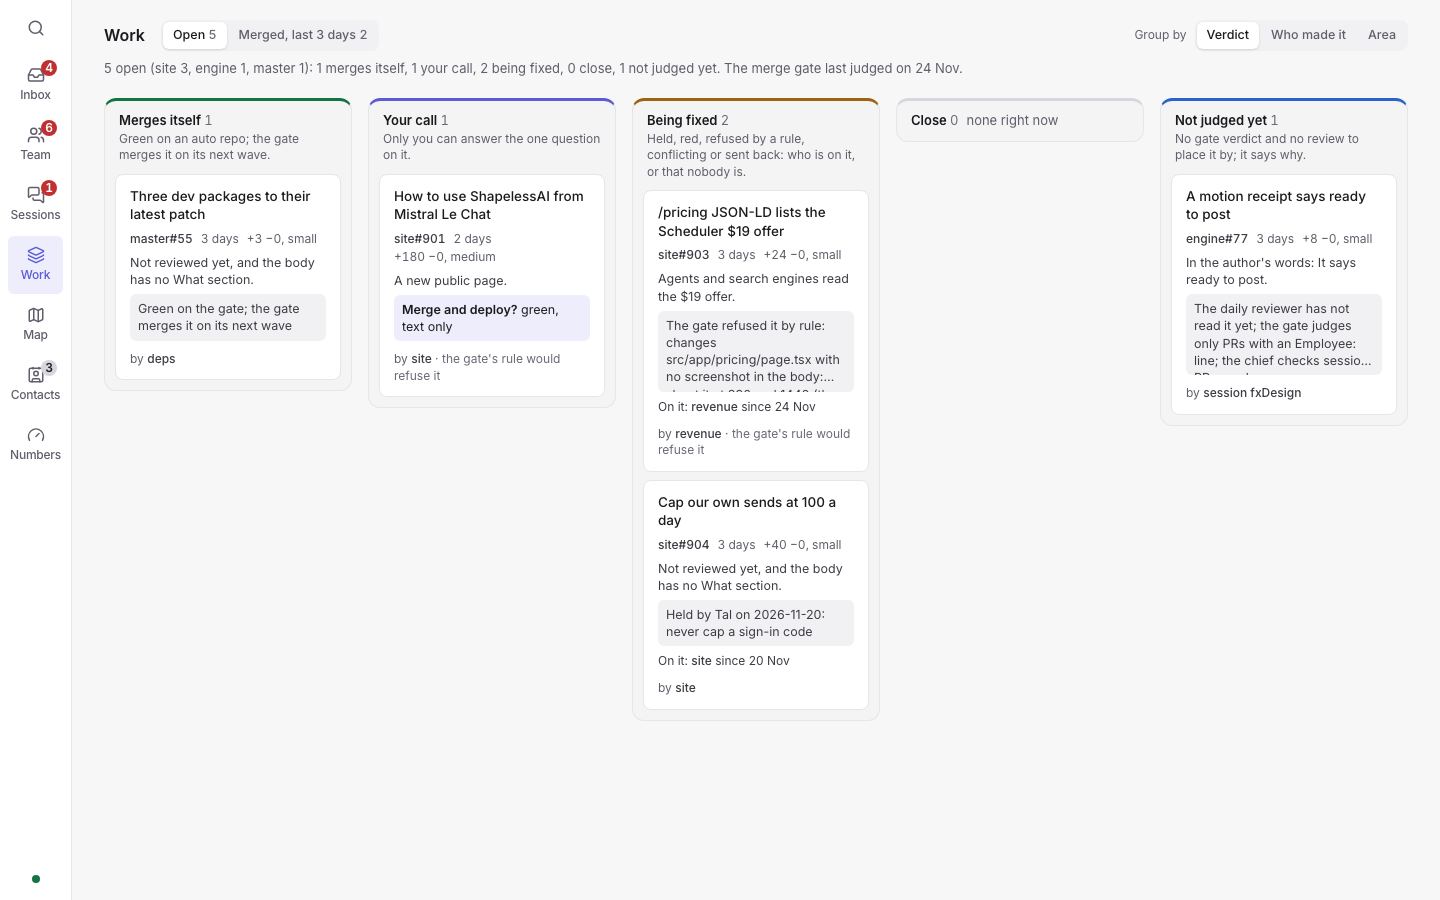 Inbox 4
Team 6
Sessions 1
Work
Map
Contacts 3
Numbers
Work
Open 5
Merged, last 3 days 2
Group by
Verdict
Who made it
Area
5 open (site 3, engine 1, master 1): 1 merges itself, 1 your call, 2 being fixed, 0 close, 1 not judged yet. The merge gate last judged on 24 Nov.
Merges itself 1
Green on an auto repo; the gate
merges it on its next wave.
Three dev packages to their
latest patch
master#55 3 days +3 −0, small
Not reviewed yet, and the body
has no What section.
Green on the gate; the gate
merges it on its next wave
by deps
Your call 1
Only you can answer the one question
on it.
How to use ShapelessAI from
Mistral Le Chat
site#901 2 days
+180 −0, medium
A new public page.
Merge and deploy? green,
text only
by site · the gate's rule would
refuse it
Being fixed 2
Held, red, refused by a rule,
conflicting or sent back: who is on it,
or that nobody is.
/pricing JSON-LD lists the
Scheduler $19 offer
site#903 3 days +24 −0, small
Agents and search engines read
the $19 offer.
The gate refused it by rule:
changes
src/app/pricing/page.tsx with
no screenshot in the body:...
On it: revenue since 24 Nov
by revenue · the gate's rule would
refuse it
Cap our own sends at 100 a
day
site#904 3 days +40 −0, small
Not reviewed yet, and the body
has no What section.
Held by Tal on 2026-11-20:
never cap a sign-in code
On it: site since 20 Nov
by site
Close 0 none right now
Not judged yet 1
No gate verdict and no review to
place it by; it says why.
A motion receipt says ready
to post
engine#77 3 days +8 −0, small
In the author's words: It says
ready to post.
The daily reviewer has not
read it yet; the gate judges
only PRs with an Employee:
line; the chief checks sessio...
by session fxDesign